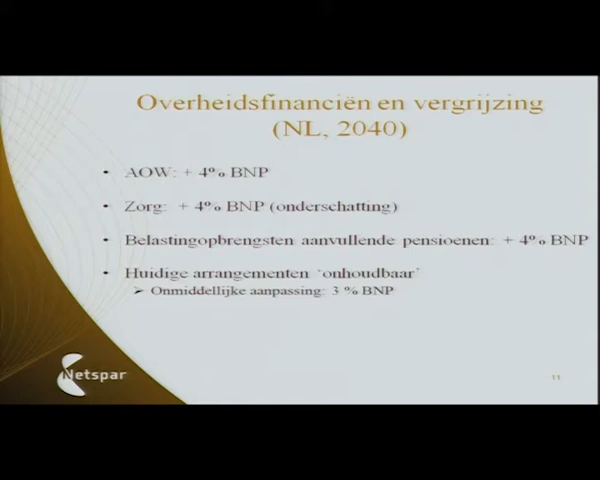 Overheidsfinanciën en vergrijzing
(NL, 2040)
• AOW: + 4% BNP
• Zorg: + 4% BNP (onderschatting)
• Belastingopbrengsten aanvullende pensioenen: + 4% BNP
• Huidige arrangementen ‘onhoudbaar’
➢ Onmiddellijke aanpassing: 3 % BNP
Netspar
11